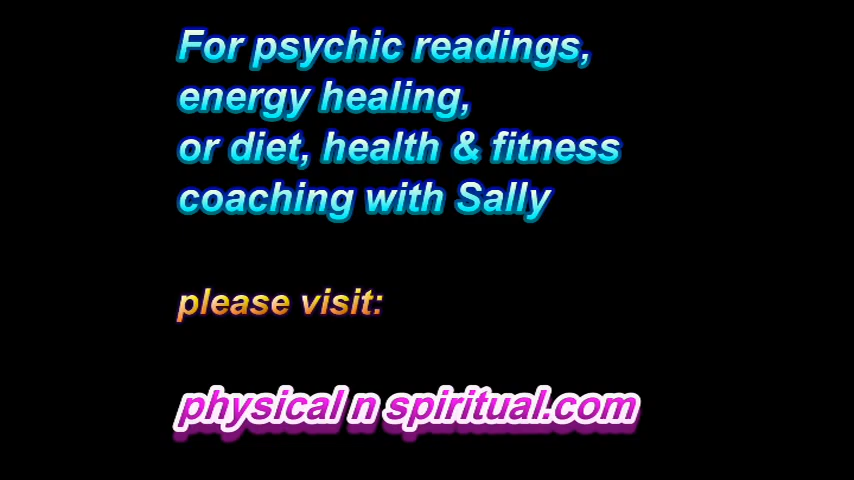 For psychic readings,
energy healing,
or diet, health & fitness
coaching with Sally
please visit:
physical n spiritual.com